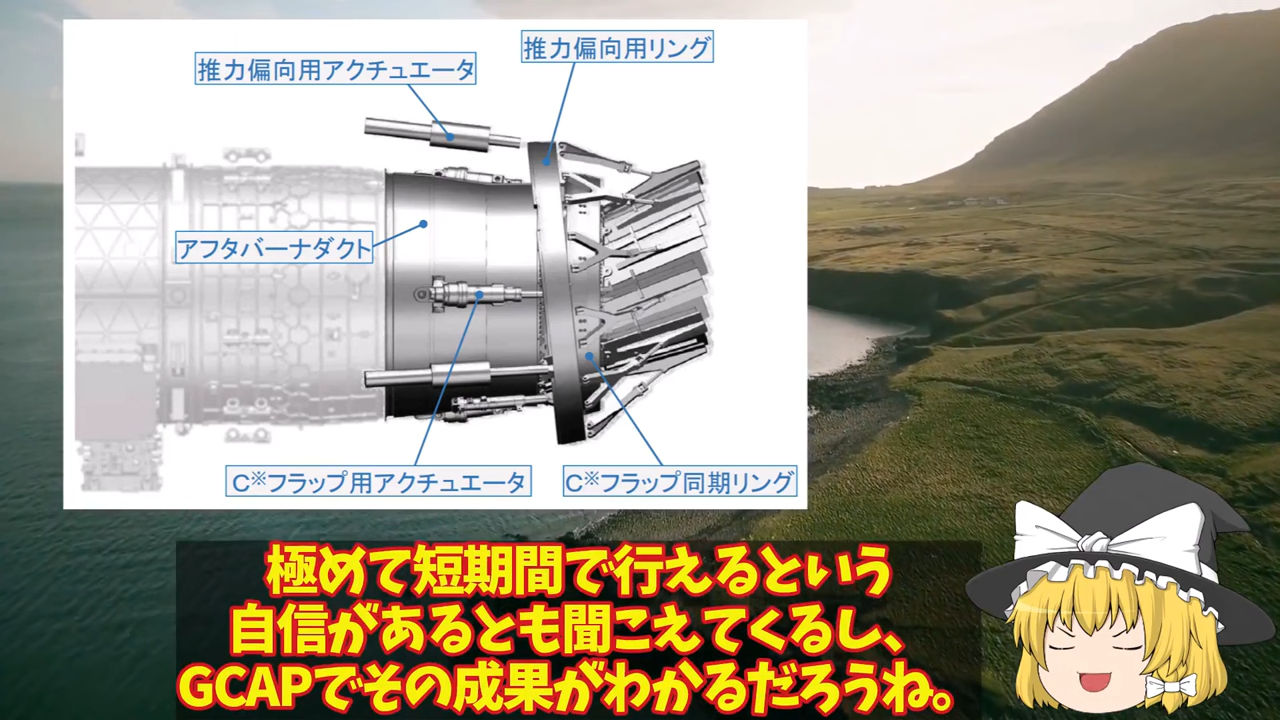 推力偏向用リング
推力偏向用アクチュエータ
アフタバーナダクト
C※フラップ用アクチュエータ
C※フラップ同期リング
極めて短期間で行えるという
自信があるとも聞こえてくるし、
GCAPでその成果がわかるだろうね。